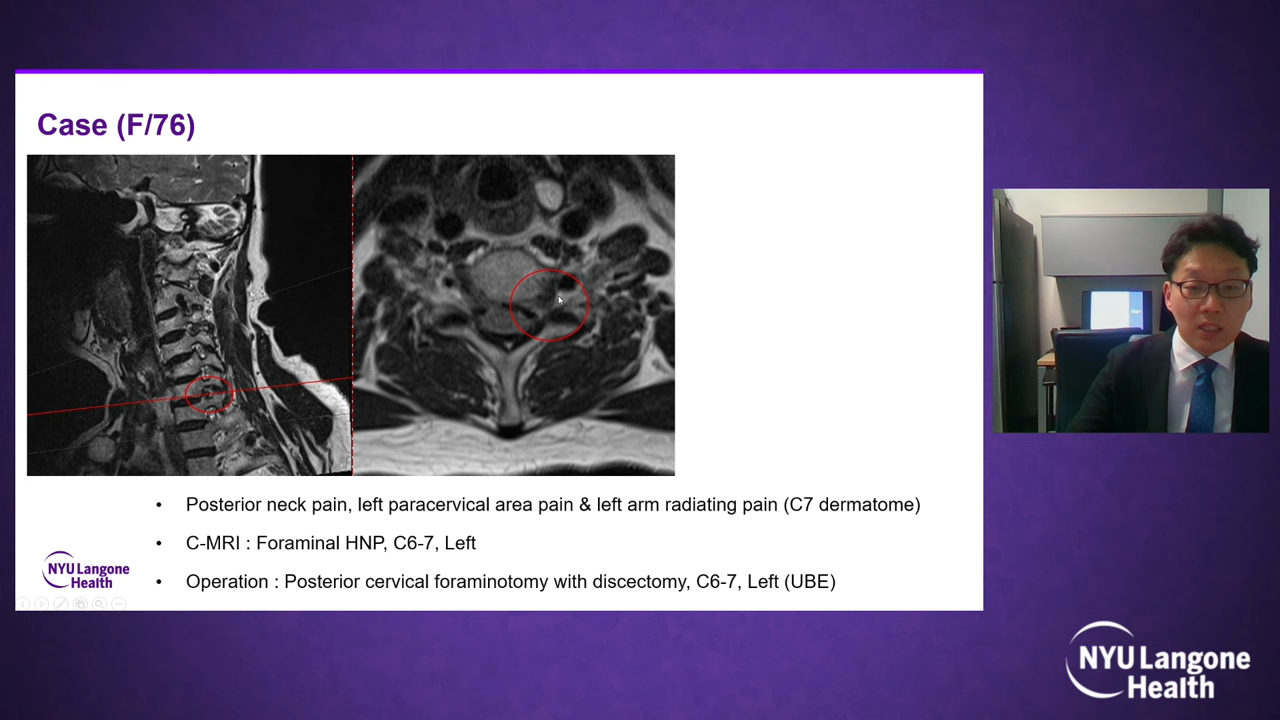 Case (F/76)
• Posterior neck pain, left paracervical area pain & left arm radiating pain (C7 dermatome)
• C-MRI : Foraminal HNP, C6-7, Left
• Operation : Posterior cervical foraminotomy with discectomy, C6-7, Left (UBE)
NYU Langone
Health
NYU Langone
Health